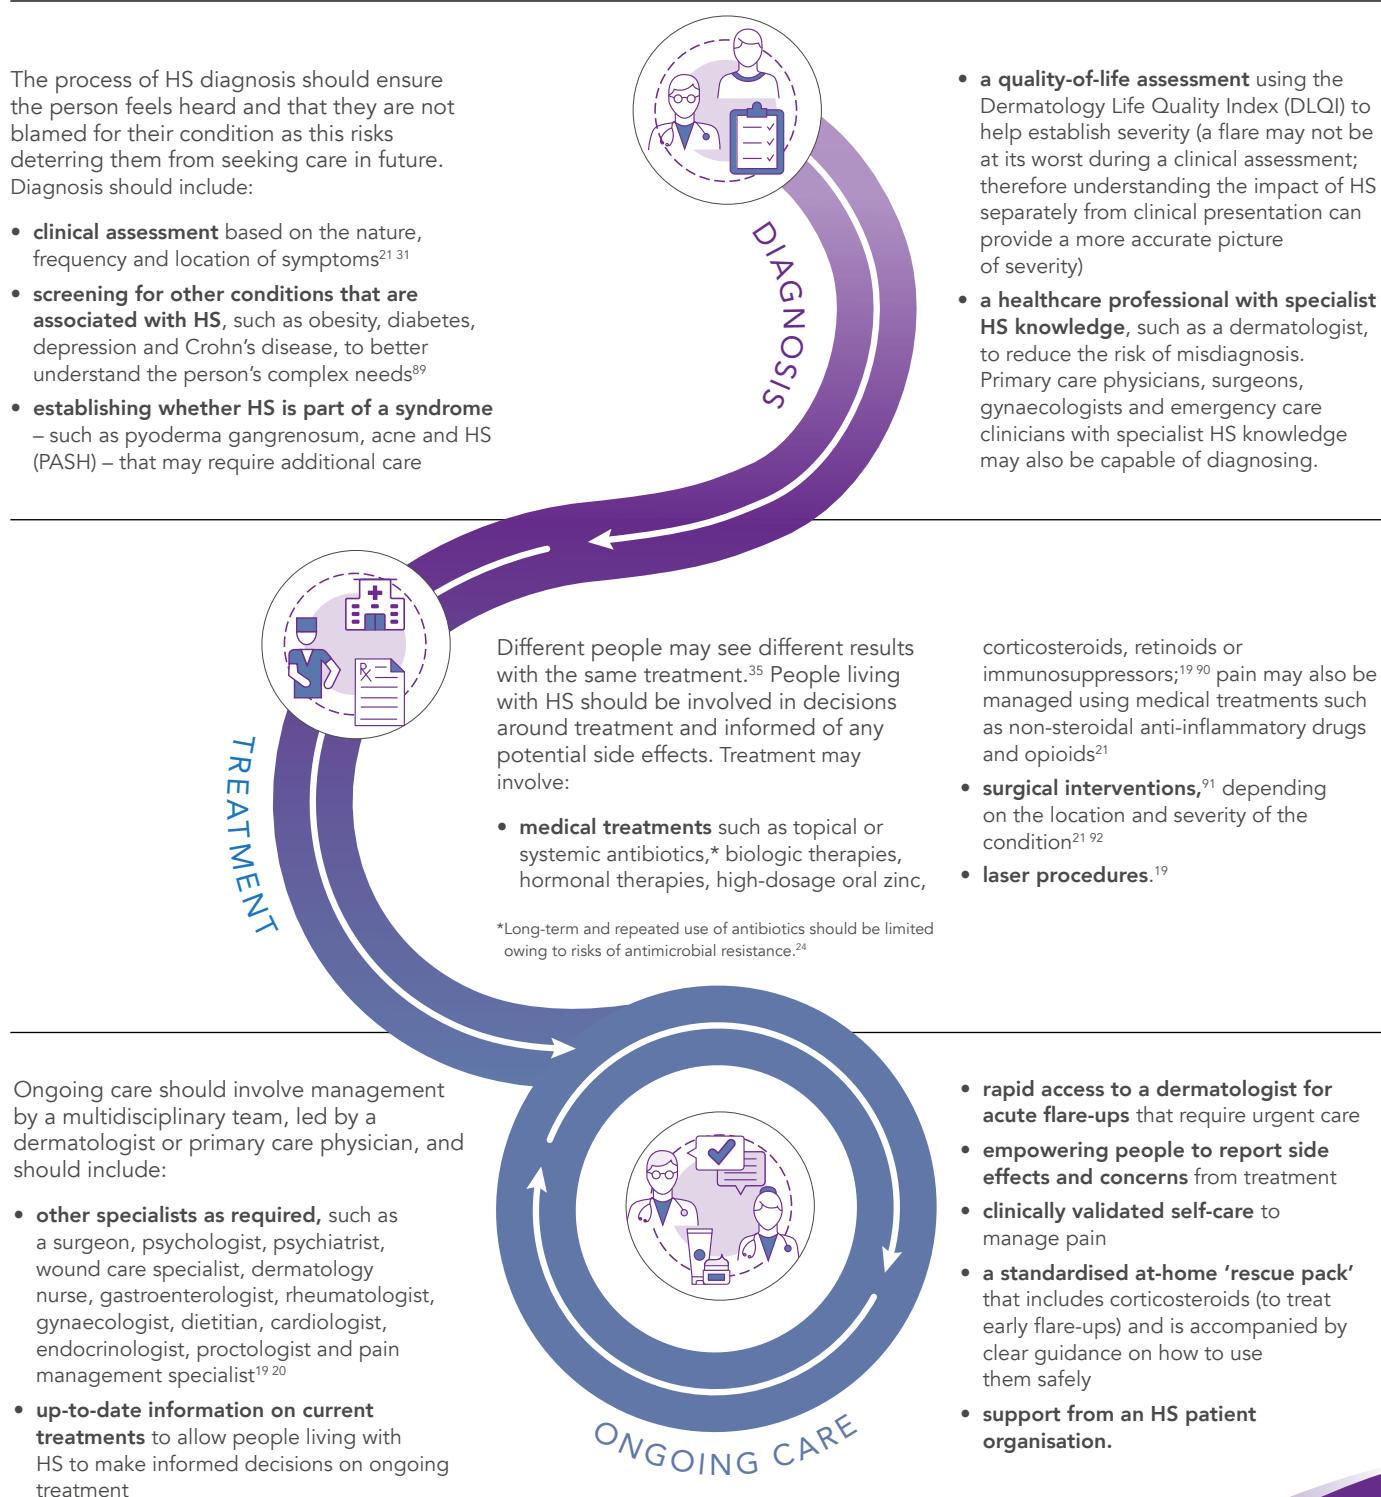 The process of HS diagnosis should ensure
the person feels heard and that they are not
blamed for their condition as this risks
deterring them from seeking care in future.
Diagnosis should include:
• clinical assessment based on the nature,
frequency and location of symptoms21 31
• screening for other conditions that are
associated with HS, such as obesity, diabetes,
depression and Crohn’s disease, to better
understand the person’s complex needs89
• establishing whether HS is part of a syndrome
– such as pyoderma gangrenosum, acne and HS
(PASH) – that may require additional care
• a quality-of-life assessment using the
Dermatology Life Quality Index (DLQI) to
help establish severity (a flare may not be
at its worst during a clinical assessment;
therefore understanding the impact of HS
separately from clinical presentation can
provide a more accurate picture
of severity)
• a healthcare professional with specialist
HS knowledge, such as a dermatologist,
to reduce the risk of misdiagnosis.
Primary care physicians, surgeons,
gynaecologists and emergency care
clinicians with specialist HS knowledge
may also be capable of diagnosing.
DIAGNOSIS
Rx
TREATMENT
Different people may see different results
with the same treatment.35 People living
with HS should be involved in decisions
around treatment and informed of any
potential side effects. Treatment may
involve:
• medical treatments such as topical or
systemic antibiotics,* biologic therapies,
hormonal therapies, high-dosage oral zinc,
corticosteroids, retinoids or
immunosuppressors;19 90 pain may also be
managed using medical treatments such
as non-steroidal anti-inflammatory drugs
and opioids21
• surgical interventions,91 depending
on the location and severity of the
condition21 92
• laser procedures.19
*Long-term and repeated use of antibiotics should be limited
owing to risks of antimicrobial resistance.24
Ongoing care should involve management
by a multidisciplinary team, led by a
dermatologist or primary care physician, and
should include:
• other specialists as required, such as
a surgeon, psychologist, psychiatrist,
wound care specialist, dermatology
nurse, gastroenterologist, rheumatologist,
gynaecologist, dietitian, cardiologist,
endocrinologist, proctologist and pain
management specialist19 20
• up-to-date information on current
treatments to allow people living with
HS to make informed decisions on ongoing
treatment
• rapid access to a dermatologist for
acute flare-ups that require urgent care
• empowering people to report side
effects and concerns from treatment
• clinically validated self-care to
manage pain
• a standardised at-home ‘rescue pack’
that includes corticosteroids (to treat
early flare-ups) and is accompanied by
clear guidance on how to use
them safely
• support from an HS patient
organisation.
ONGOING CARE